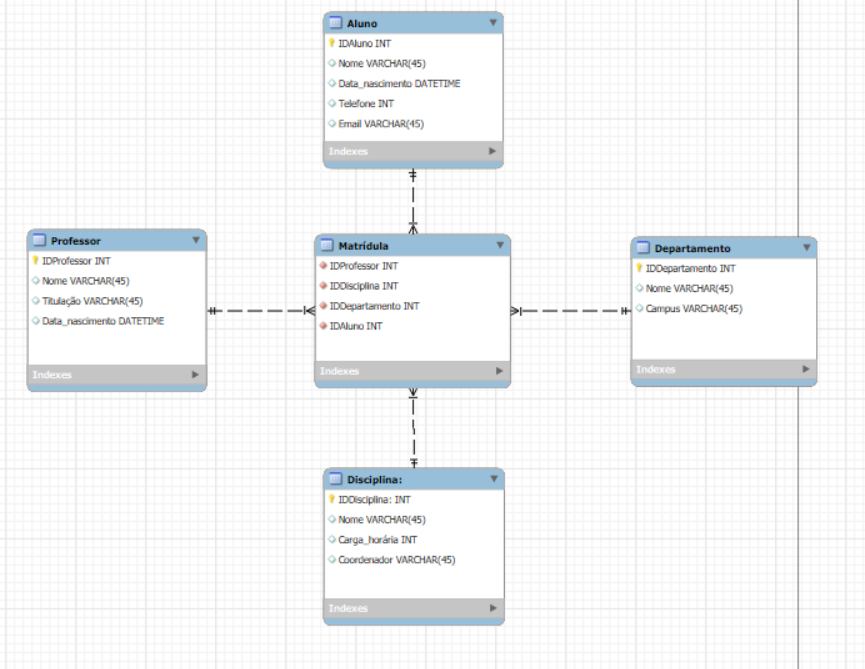 Aluno
IDAluno INT
Nome VARCHAR(45)
Data_nascimento DATETIME
Telefone INT
Email VARCHAR(45)
Indexes
Professor
IDProfessor INT
Nome VARCHAR(45)
Titulação VARCHAR(45)
Data_nascimento DATETIME
Indexes
Matrídula
IDProfessor INT
IDDisciplina INT
IDDepartamento INT
IDAluno INT
Indexes
Departamento
IDDepartamento INT
Nome VARCHAR(45)
Campus VARCHAR(45)
Indexes
Disciplina:
IDDisciplina: INT
Nome VARCHAR(45)
Carga_horária INT
Coordenador VARCHAR(45)
Indexes